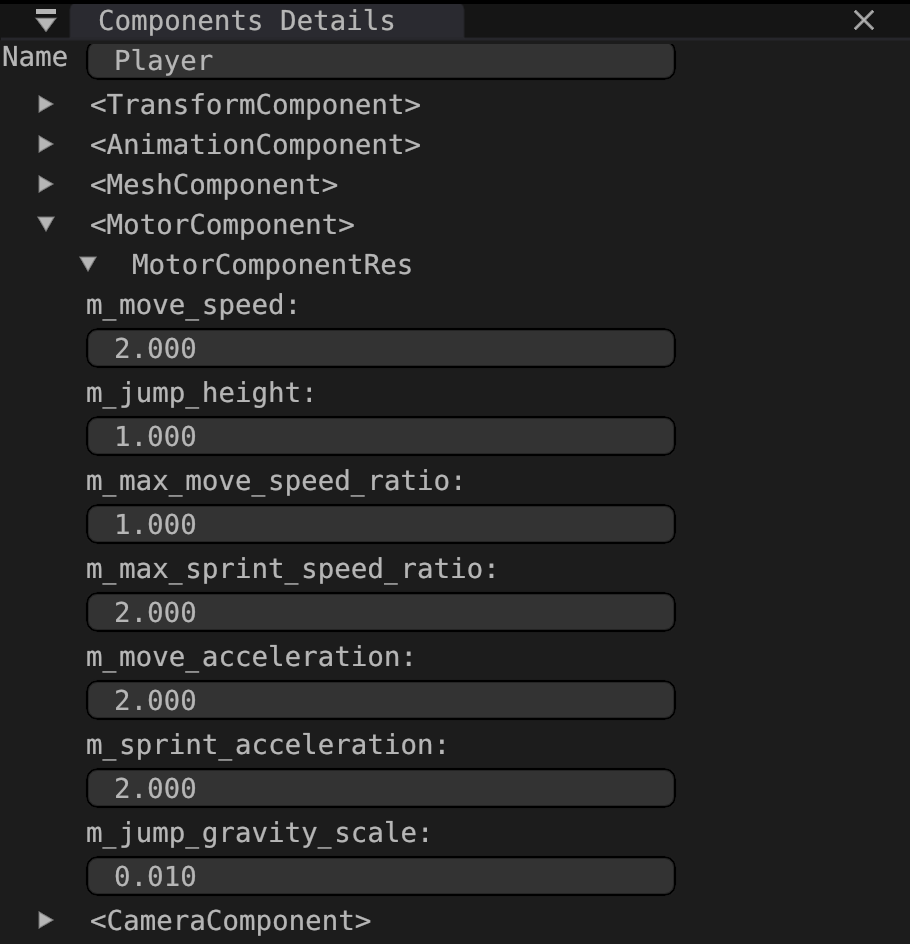 Components Details
Name Player
<TransformComponent>
<AnimationComponent>
<MeshComponent>
<MotorComponent>
MotorComponentRes
m_move_speed:
2.000
m_jump_height:
1.000
m_max_move_speed_ratio:
1.000
m_max_sprint_speed_ratio:
2.000
m_move_acceleration:
2.000
m_sprint_acceleration:
2.000
m_jump_gravity_scale:
0.010
<CameraComponent>